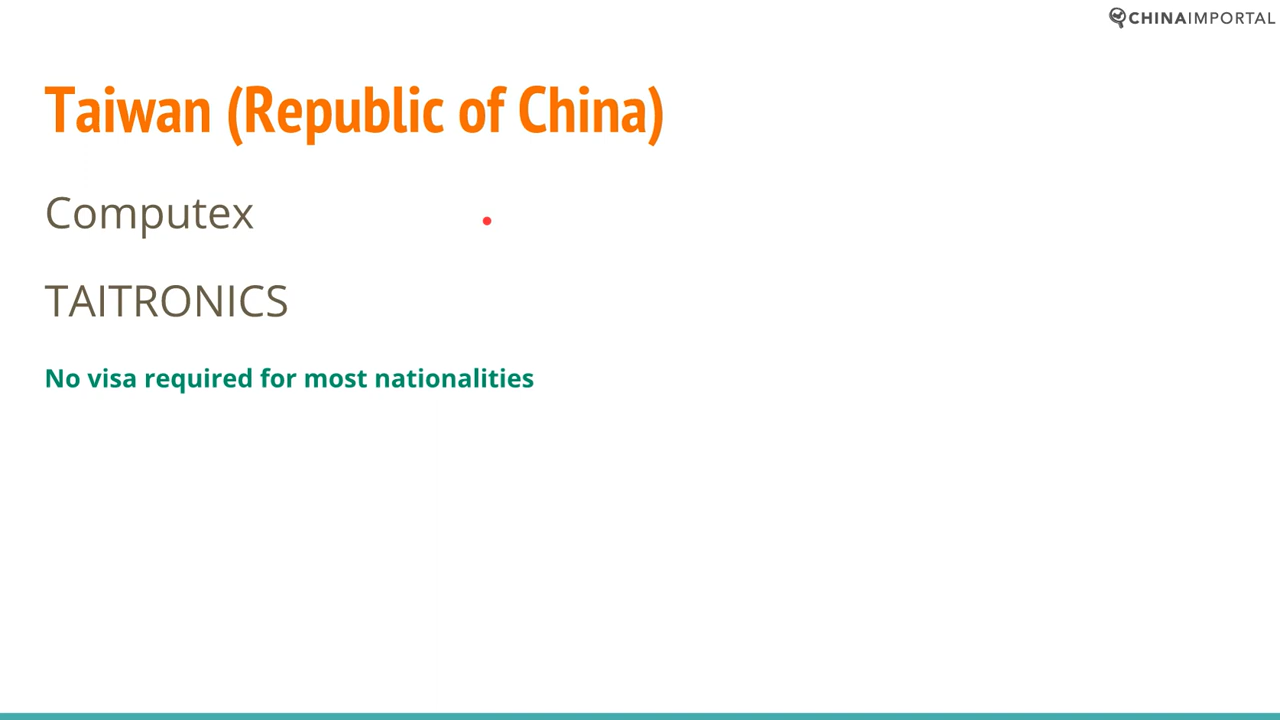 CHINAIMPORTAL
Taiwan (Republic of China)
Computex
TAITRONICS
No visa required for most nationalities